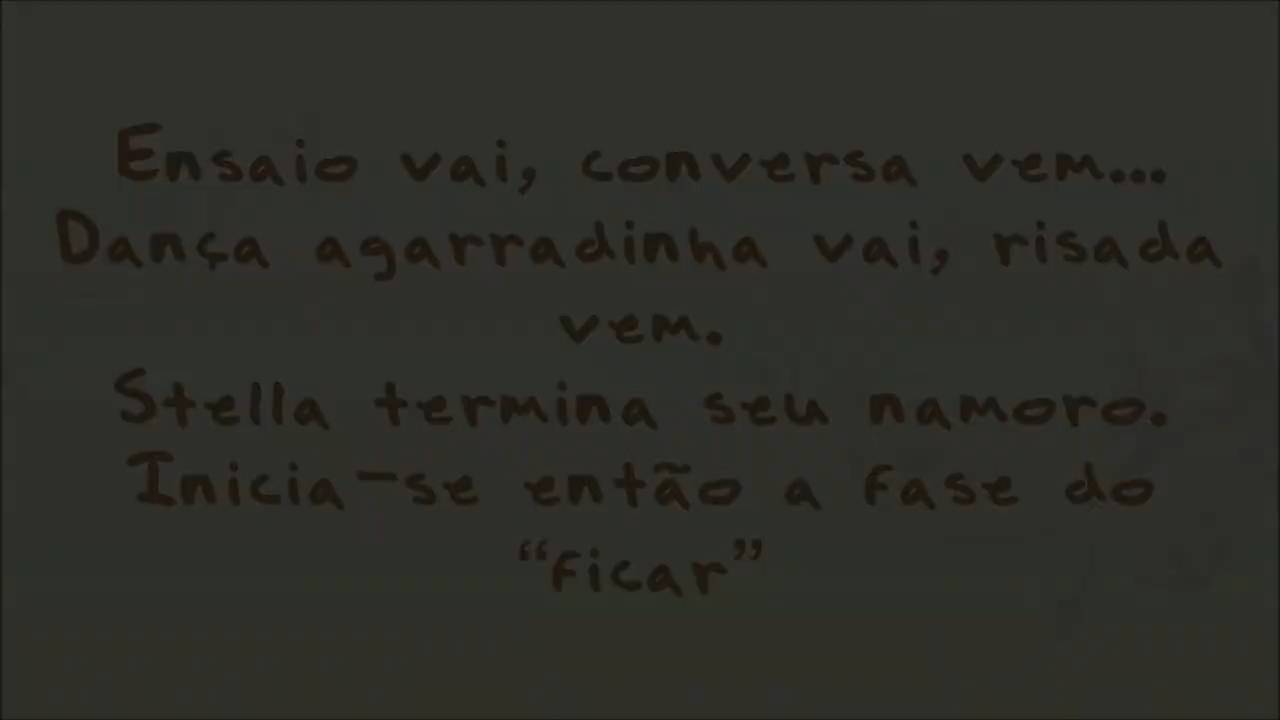 Ensaio vai, conversa vem...
Dança agarradinha vai, risada
vem.
Stella termina seu namoro.
Inicia-se então a fase do
“ficar”